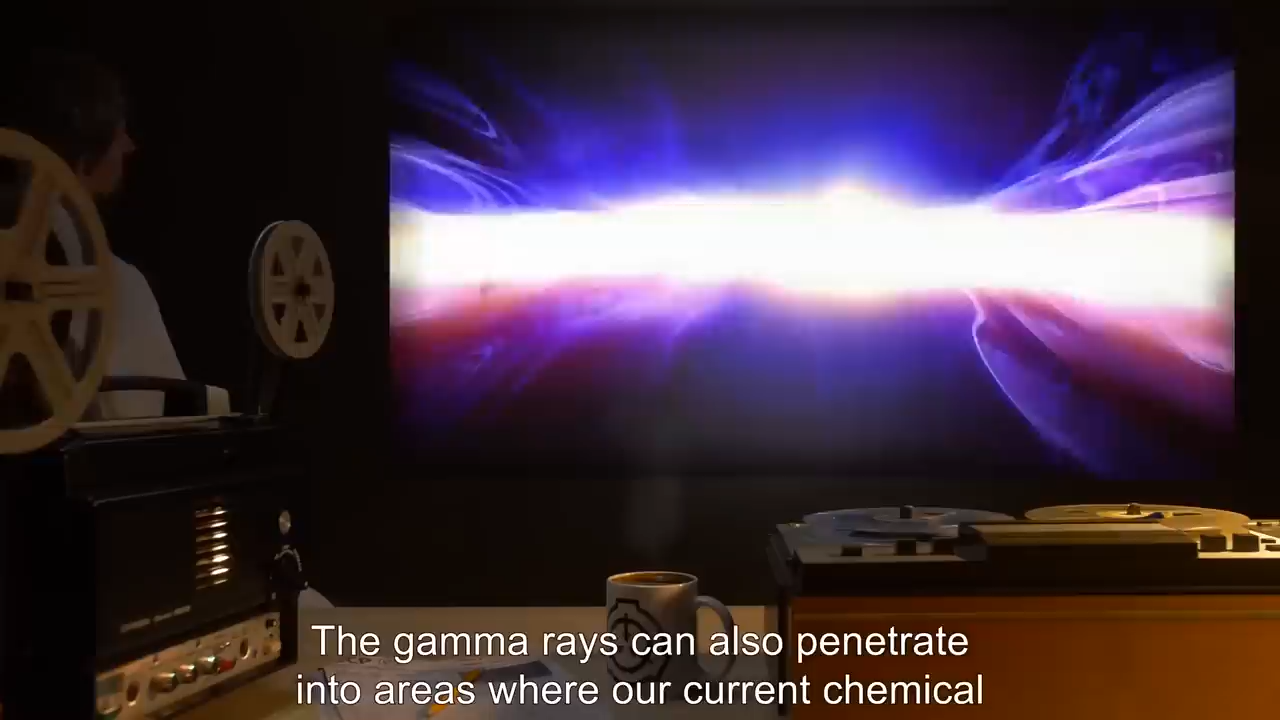 The gamma rays can also penetrate
into areas where our current chemical